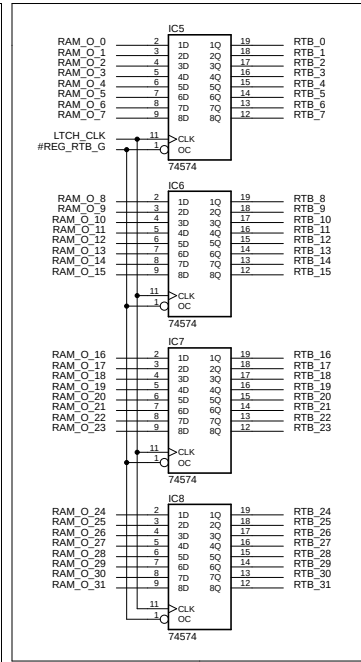 IC5
RAM_O_0 2 1D 1Q 19 RTB_0
RAM_O_1 3 2D 2Q 18 RTB_1
RAM_O_2 4 3D 3Q 17 RTB_2
RAM_O_3 5 4D 4Q 16 RTB_3
RAM_O_4 6 5D 5Q 15 RTB_4
RAM_O_5 7 6D 6Q 14 RTB_5
RAM_O_6 8 7D 7Q 13 RTB_6
RAM_O_7 9 8D 8Q 12 RTB_7
LTCH_CLK 11 CLK
#REG_RTB_G 1 OC
74574
IC6
RAM_O_8 2 1D 1Q 19 RTB_8
RAM_O_9 3 2D 2Q 18 RTB_9
RAM_O_10 4 3D 3Q 17 RTB_10
RAM_O_11 5 4D 4Q 16 RTB_11
RAM_O_12 6 5D 5Q 15 RTB_12
RAM_O_13 7 6D 6Q 14 RTB_13
RAM_O_14 8 7D 7Q 13 RTB_14
RAM_O_15 9 8D 8Q 12 RTB_15
11 CLK
1 OC
74574
IC7
RAM_O_16 2 1D 1Q 19 RTB_16
RAM_O_17 3 2D 2Q 18 RTB_17
RAM_O_18 4 3D 3Q 17 RTB_18
RAM_O_19 5 4D 4Q 16 RTB_19
RAM_O_20 6 5D 5Q 15 RTB_20
RAM_O_21 7 6D 6Q 14 RTB_21
RAM_O_22 8 7D 7Q 13 RTB_22
RAM_O_23 9 8D 8Q 12 RTB_23
11 CLK
1 OC
74574
IC8
RAM_O_24 2 1D 1Q 19 RTB_24
RAM_O_25 3 2D 2Q 18 RTB_25
RAM_O_26 4 3D 3Q 17 RTB_26
RAM_O_27 5 4D 4Q 16 RTB_27
RAM_O_28 6 5D 5Q 15 RTB_28
RAM_O_29 7 6D 6Q 14 RTB_29
RAM_O_30 8 7D 7Q 13 RTB_30
RAM_O_31 9 8D 8Q 12 RTB_31
11 CLK
1 OC
74574